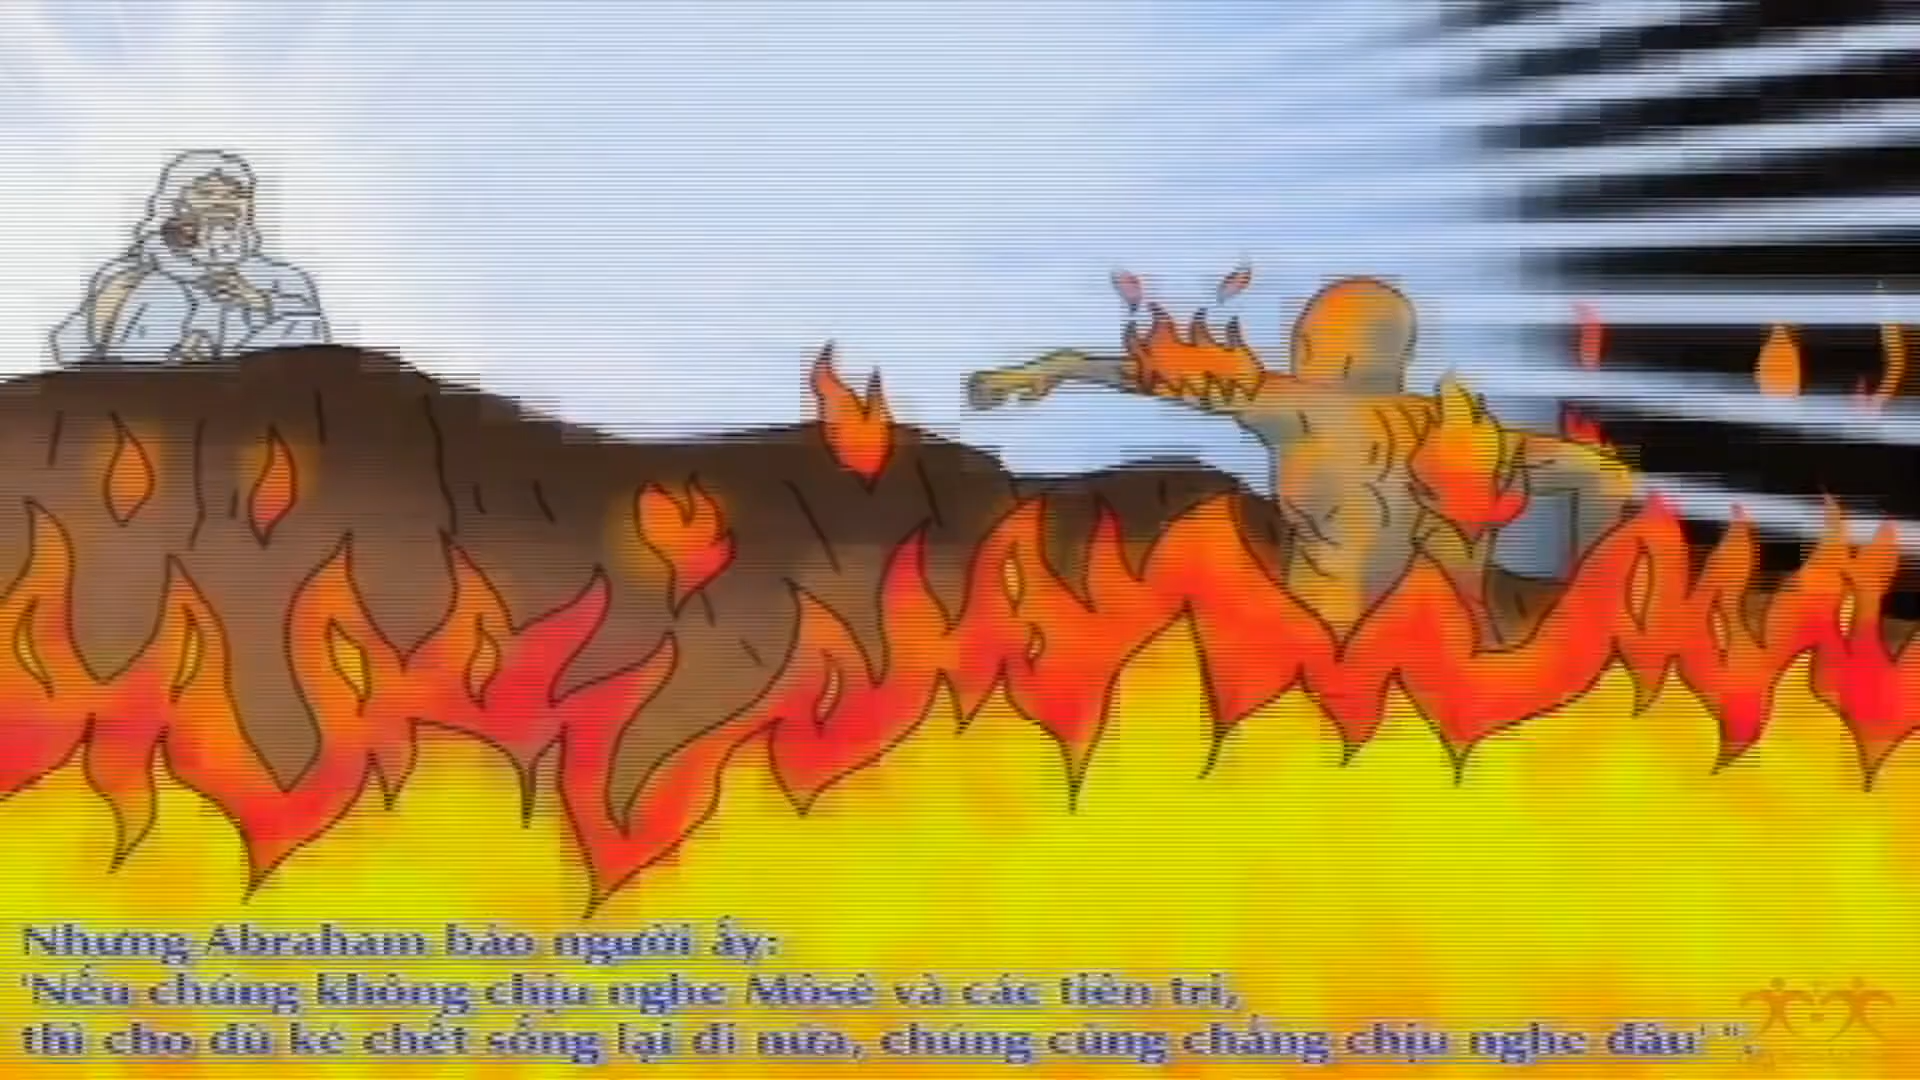 Nhưng Abraham bảo người ấy:
'Nếu chúng không chịu nghe Môsê và các tiên tri,
thì cho dù kẻ chết sống lại đi nữa, chúng cũng chẳng chịu nghe đâu' ".